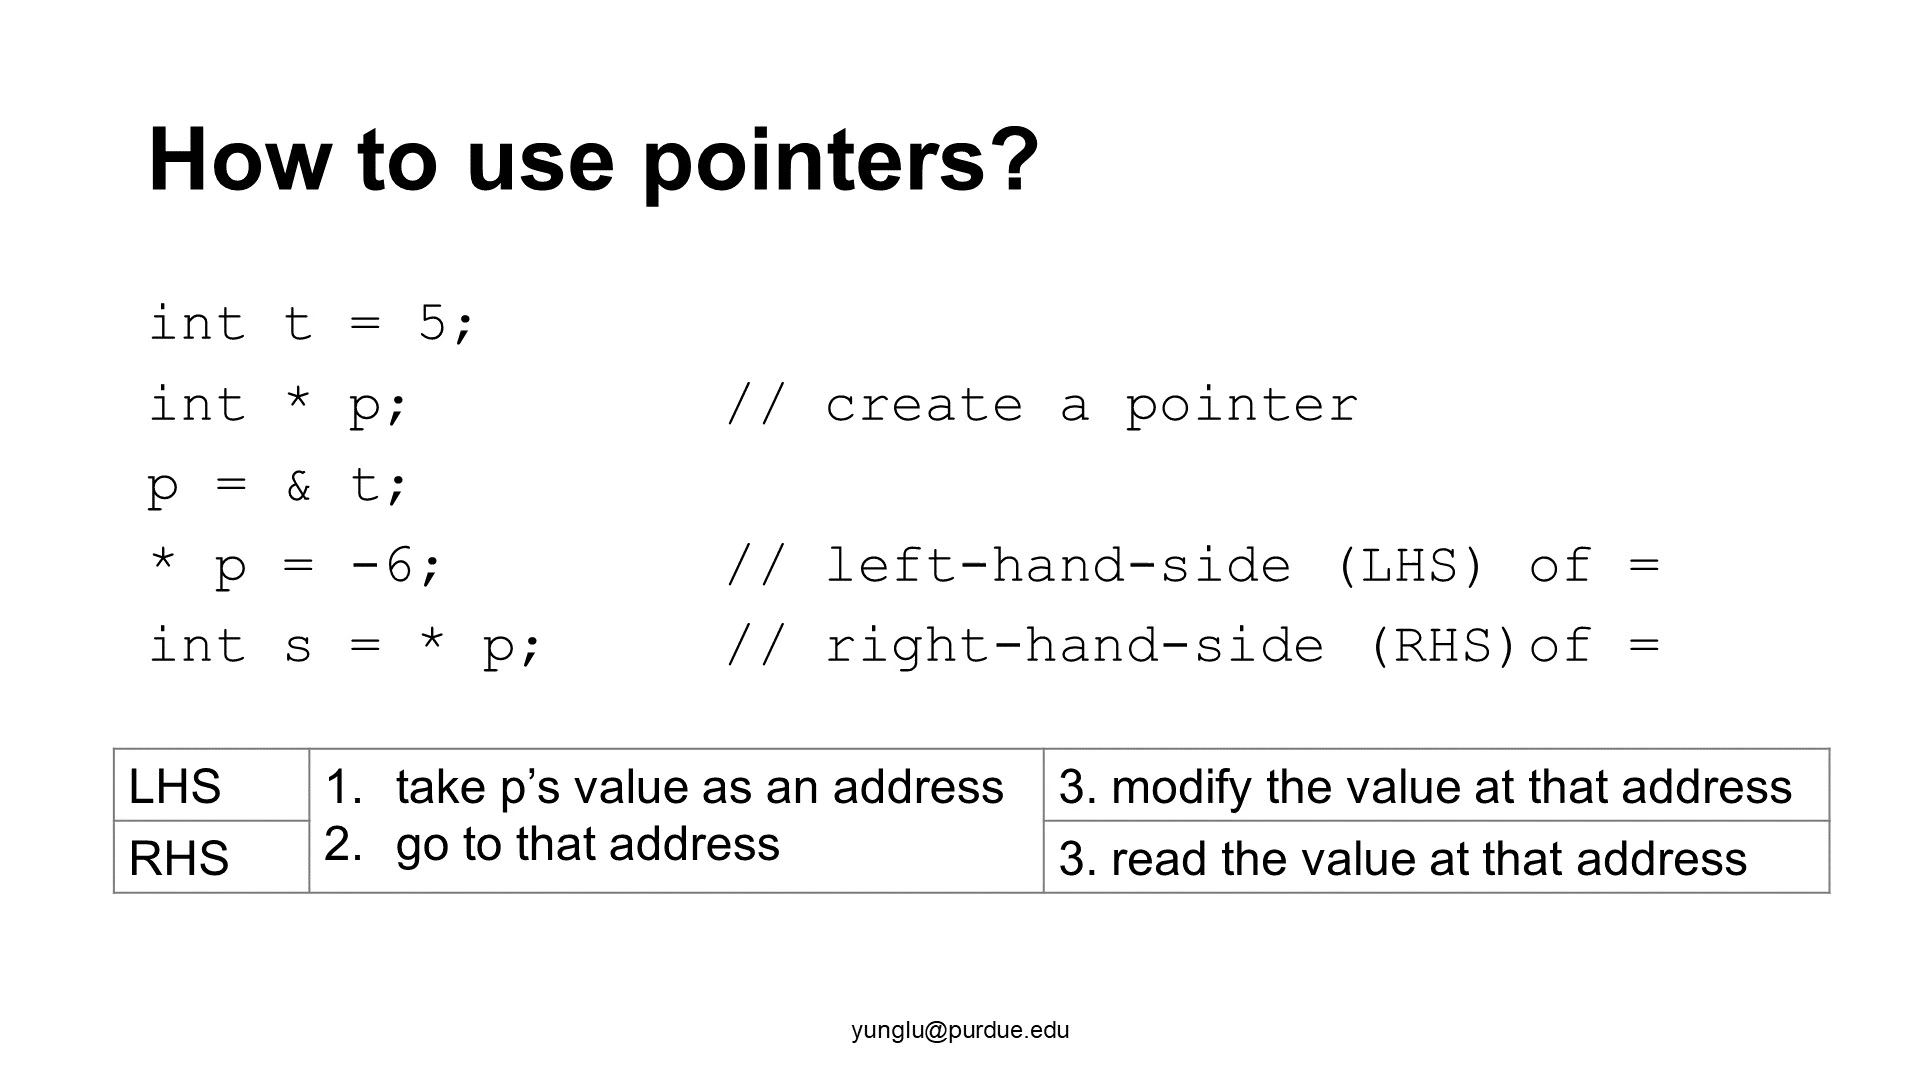 How to use pointers?
int t = 5;
int * p; // create a pointer
p = & t;
* p = -6; // left-hand-side (LHS) of =
int s = * p; // right-hand-side (RHS)of =
LHS
1. take p’s value as an address
2. go to that address
3. modify the value at that address
RHS
3. read the value at that address
yunglu@purdue.edu